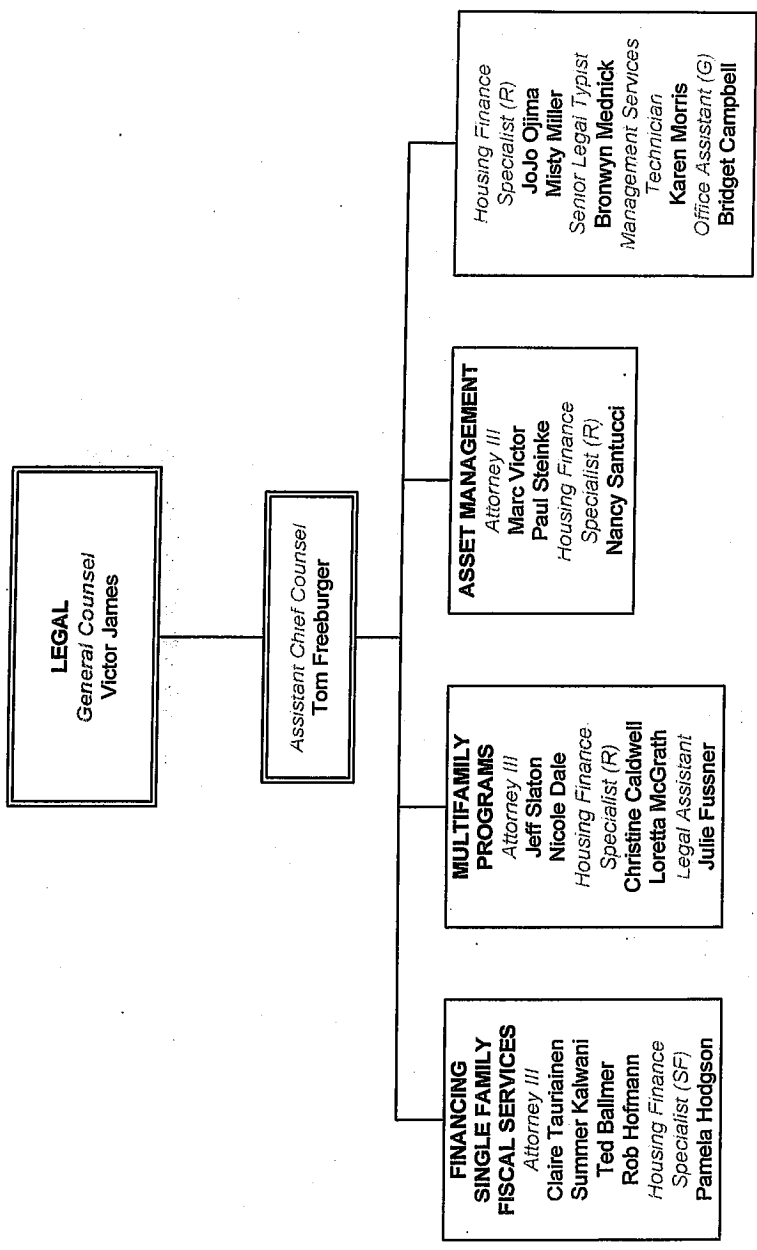 LEGAL
General Counsel
Victor James
Assistant Chief Counsel
Tom Freeburger
FINANCING
SINGLE FAMILY
FISCAL SERVICES
Attorney III
Claire Tauriainen
Summer Kalwani
Ted Ballmer
Rob Hofmann
Housing Finance
Specialist (SF)
Pamela Hodgson
MULTIFAMILY
PROGRAMS
Attorney III
Jeff Slaton
Nicole Dale
Housing Finance
Specialist (R)
Christine Caldwell
Loretta McGrath
Legal Assistant
Julie Fussner
ASSET MANAGEMENT
Attorney III
Marc Victor
Paul Steinke
Housing Finance
Specialist (R)
Nancy Santucci
Housing Finance
Specialist (R)
JoJo Ojima
Misty Miller
Senior Legal Typist
Bronwyn Mednick
Management Services
Technician
Karen Morris
Office Assistant (G)
Bridget Campbell